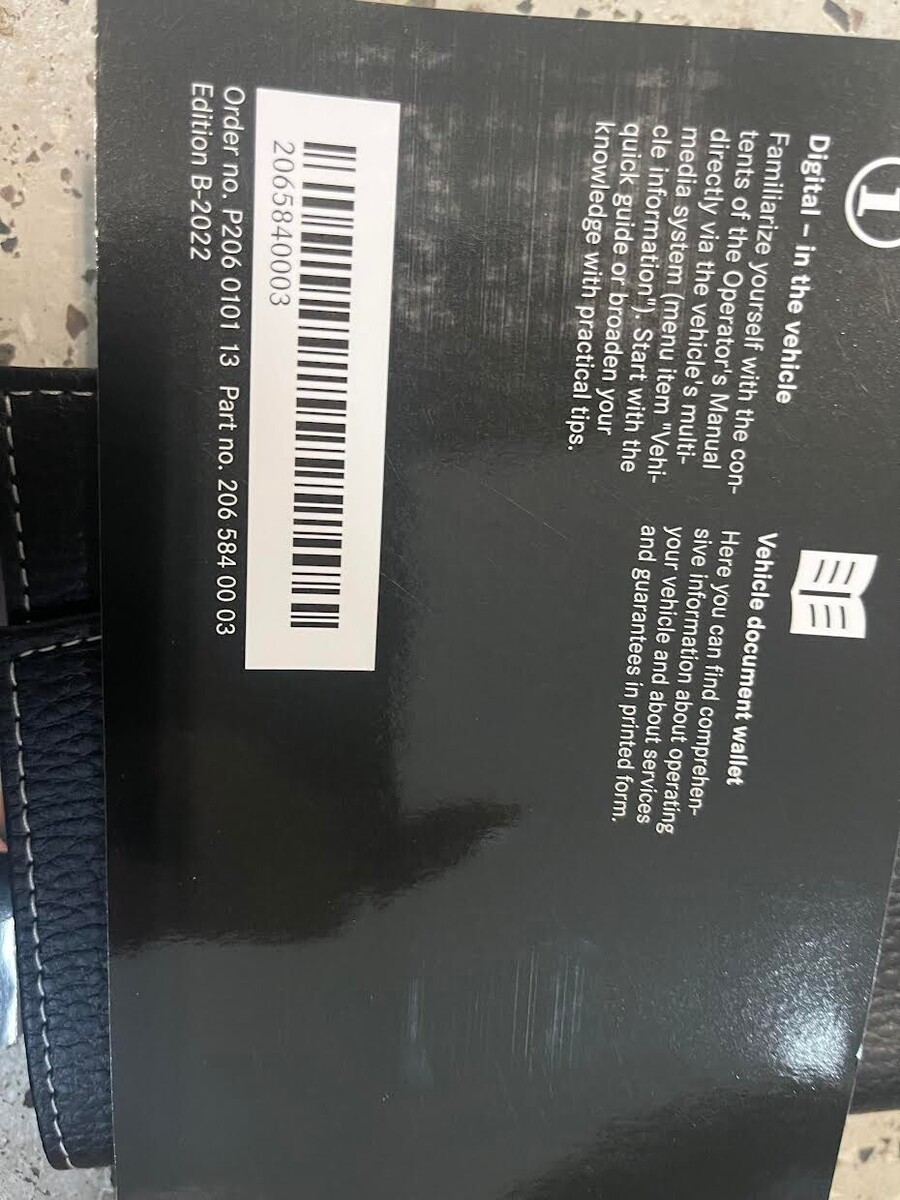 1
Digital – in the vehicle
Familiarize yourself with the con-
tents of the Operator's Manual
directly via the vehicle's multi-
media system (menu item "Vehi-
cle information"). Start with the
quick guide or broaden your
knowledge with practical tips.
Vehicle document wallet
Here you can find comprehen-
sive information about operating
your vehicle and about services
and guarantees in printed form.
2065840003
Order no. P206 0101 13 Part no. 206 584 00 03
Edition B-2022